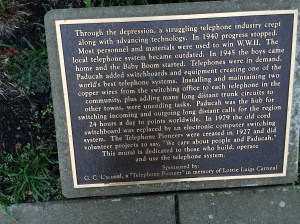 Through the depression, a struggling telephone industry crept
along with advancing technology. In 1940 progress stopped.
Most personnel and materials were used to win W.W.II. The
local telephone system became outdated. In 1945 the boys came
home and the Baby Boom started. Telephones were in demand,
Paducah added switchboards and equipment creating one of the
world's best telephone systems. Installing and maintaining two
copper wires from the switching office to each telephone in the
community, plus adding many long distant trunk circuits to
other towns, were unending tasks. Paducah was the hub for
switching incoming and outgoing long distant calls for the region
24 hours a day to points worldwide. In 1979 the old cord
switchboard was replaced by an electronic computer switching
system. The Telephone Pioneers were created in 1927 and did
volunteer projects to say, "We care about people and Paducah."
This mural is dedicated to those who build, operate
and use the telephone system.
Sponsored by:
G. C. a "Telephone Pioneer" in memory of Lottie Carneal